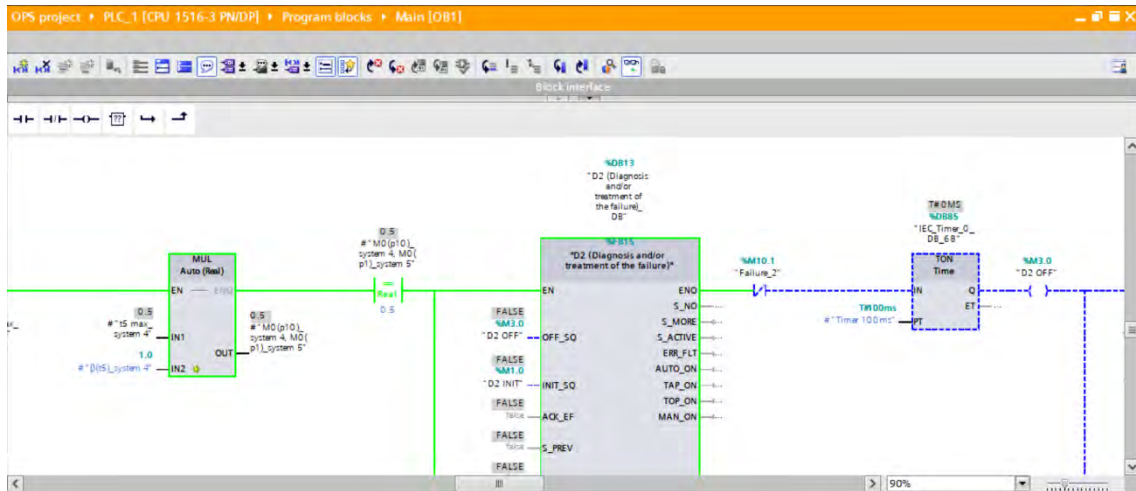 OPS project ▸ PLC_1 [CPU 1516-3 PN/DP] ▸ Program blocks ▸ Main [OB1]
Block interface
??
MUL
Auto (Real)
EN
ENO
0.5
#"t5 max_
system 4"
IN1
1.0
IN2
OUT
0.5
#"M0(p10)_
system 4, M0(
p1)_system 5"
0.5
#"M0(p10)_
system 4, M0(
p1)_system 5"
==
Real
0.5
%DB13
"D2 (Diagnosis
and/or
treatment of
the failure)_
DB"
%FB15
"D2 (Diagnosis and/or
treatment of the failure)"
EN
ENO
S_NO
S_MORE
S_ACTIVE
ERR_FLT
AUTO_ON
TAP_ON
TOP_ON
MAN_ON
FALSE
%M3.0
"D2 OFF"
OFF_SQ
FALSE
%M1.0
"D2 INIT"
INIT_SQ
FALSE
false
ACK_EF
FALSE
false
S_PREV
FALSE
%M10.1
"Failure_2"
T#0MS
%DB85
"IEC_Timer_0_
DB_68"
TON
Time
IN
Q
T#100ms
#"Timer 100 ms"
PT
ET
%M3.0
"D2 OFF"
90%